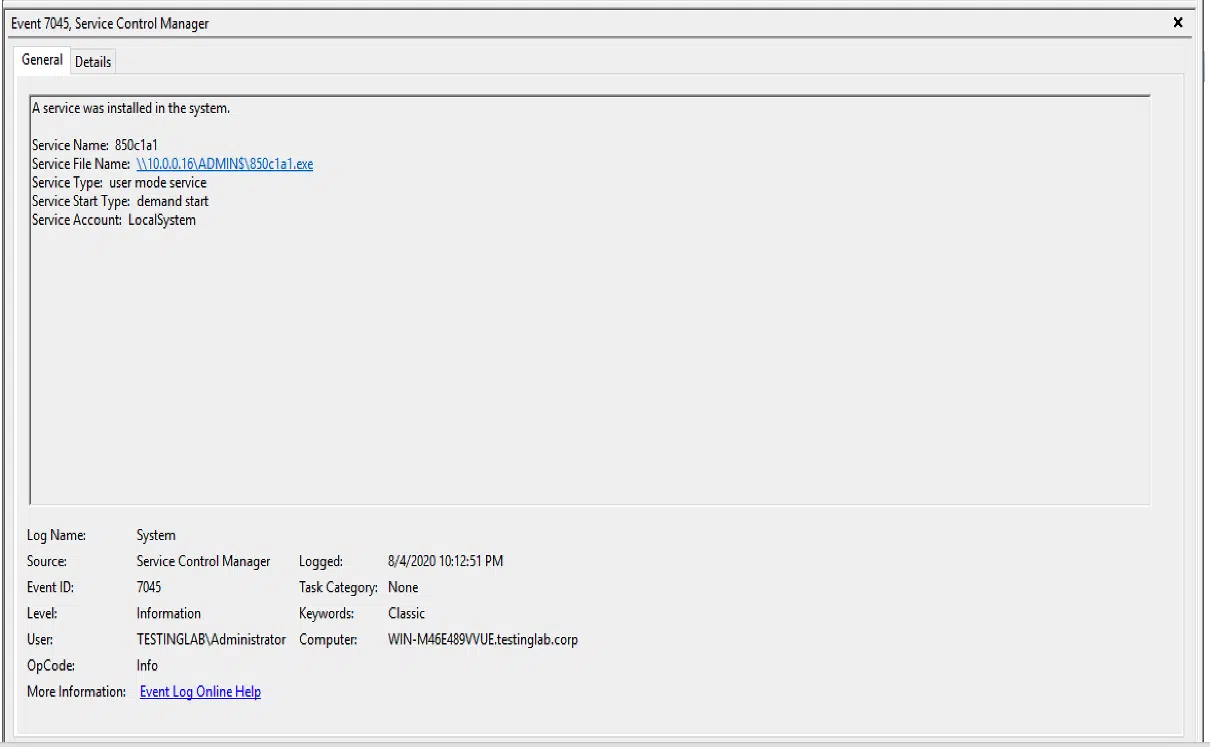 Event 7045, Service Control Manager
General Details
A service was installed in the system.
Service Name: 850c1a1
Service File Name: \\10.0.0.16\ADMIN$\850c1a1.exe
Service Type: user mode service
Service Start Type: demand start
Service Account: LocalSystem
Log Name: System
Source: Service Control Manager Logged: 8/4/2020 10:12:51 PM
Event ID: 7045 Task Category: None
Level: Information Keywords: Classic
User: TESTINGLAB\Administrator Computer: WIN-M46E489VVUE.testinglab.corp
OpCode: Info
More Information: Event Log Online Help